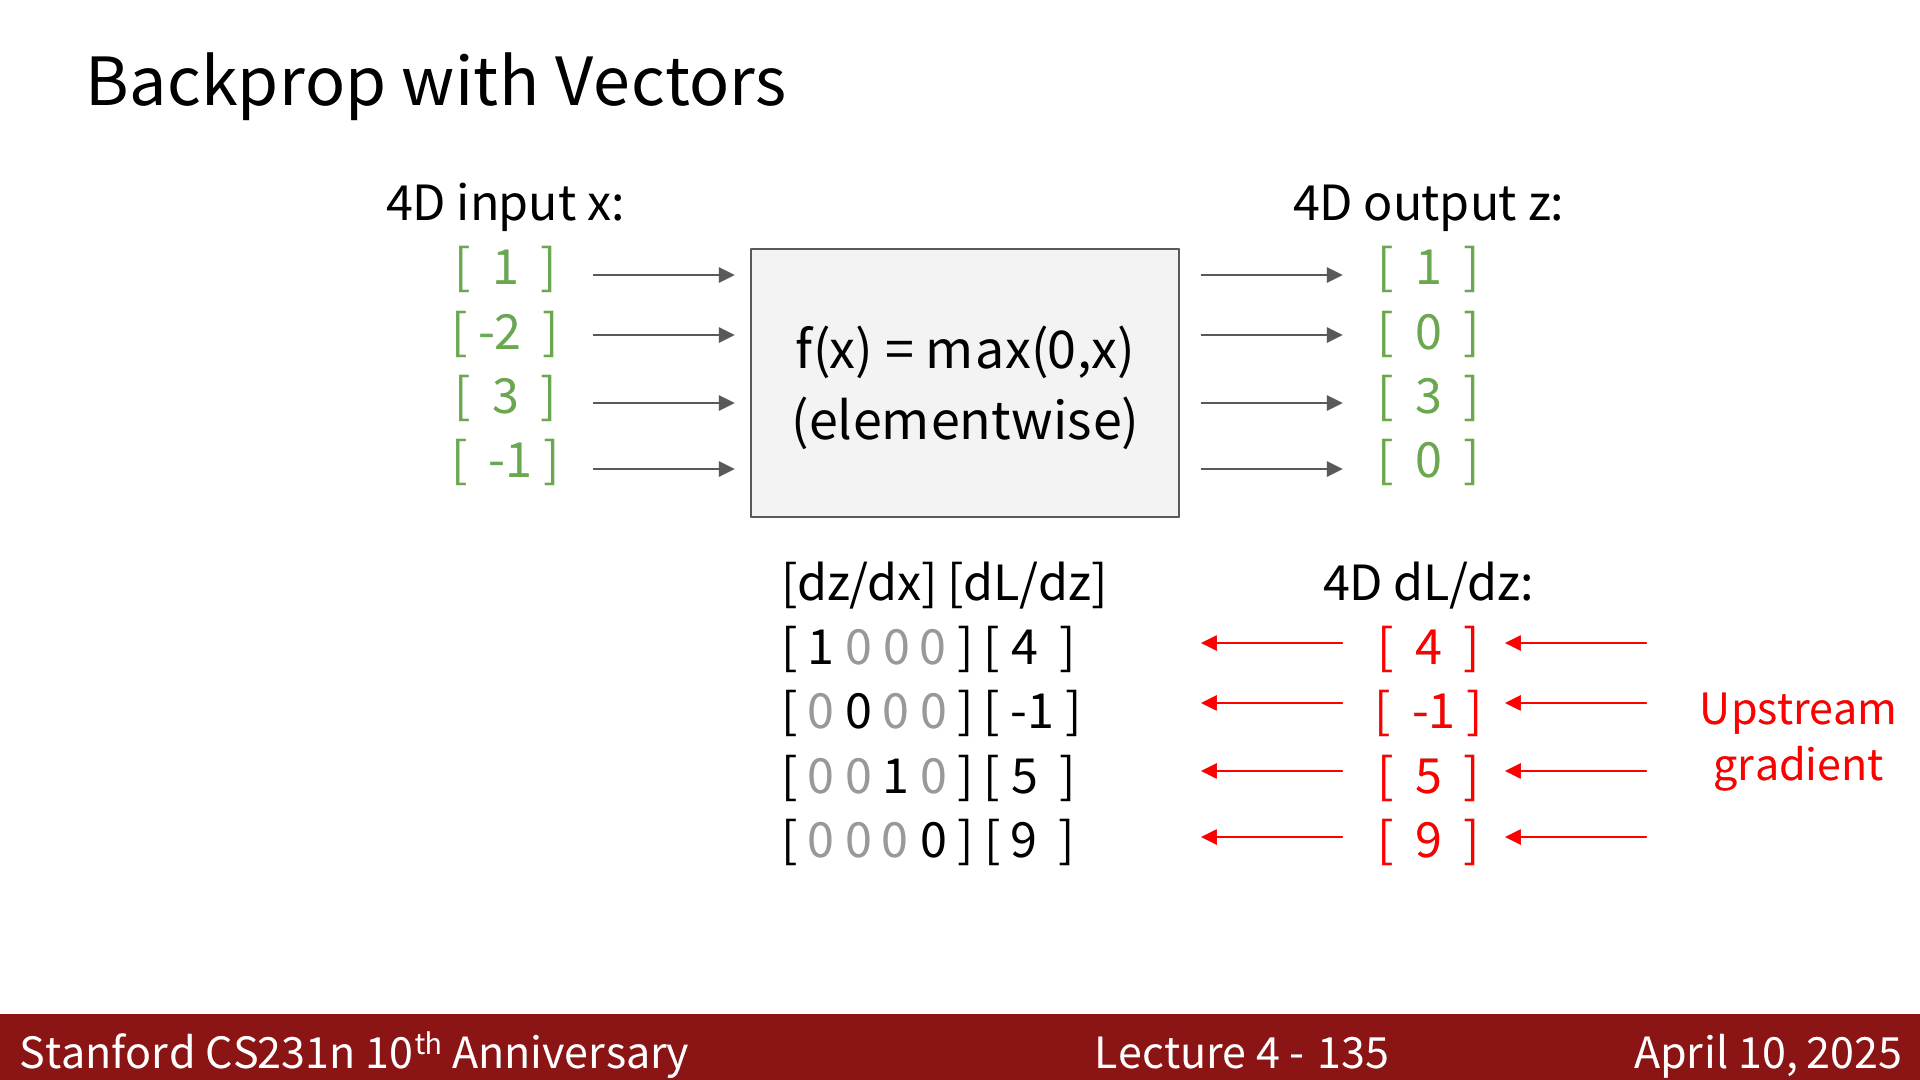 Backprop with Vectors
4D input x:
[ 1 ]
[ -2 ]
[ 3 ]
[ -1 ]
f(x) = max(0,x)
(elementwise)
4D output z:
[ 1 ]
[ 0 ]
[ 3 ]
[ 0 ]
[dz/dx] [dL/dz]
[ 1 0 0 0 ] [ 4 ]
[ 0 0 0 0 ] [ -1 ]
[ 0 0 1 0 ] [ 5 ]
[ 0 0 0 0 ] [ 9 ]
4D dL/dz:
[ 4 ]
[ -1 ]
[ 5 ]
[ 9 ]
Upstream
gradient
Stanford CS231n 10th Anniversary
Lecture 4 - 135
April 10, 2025